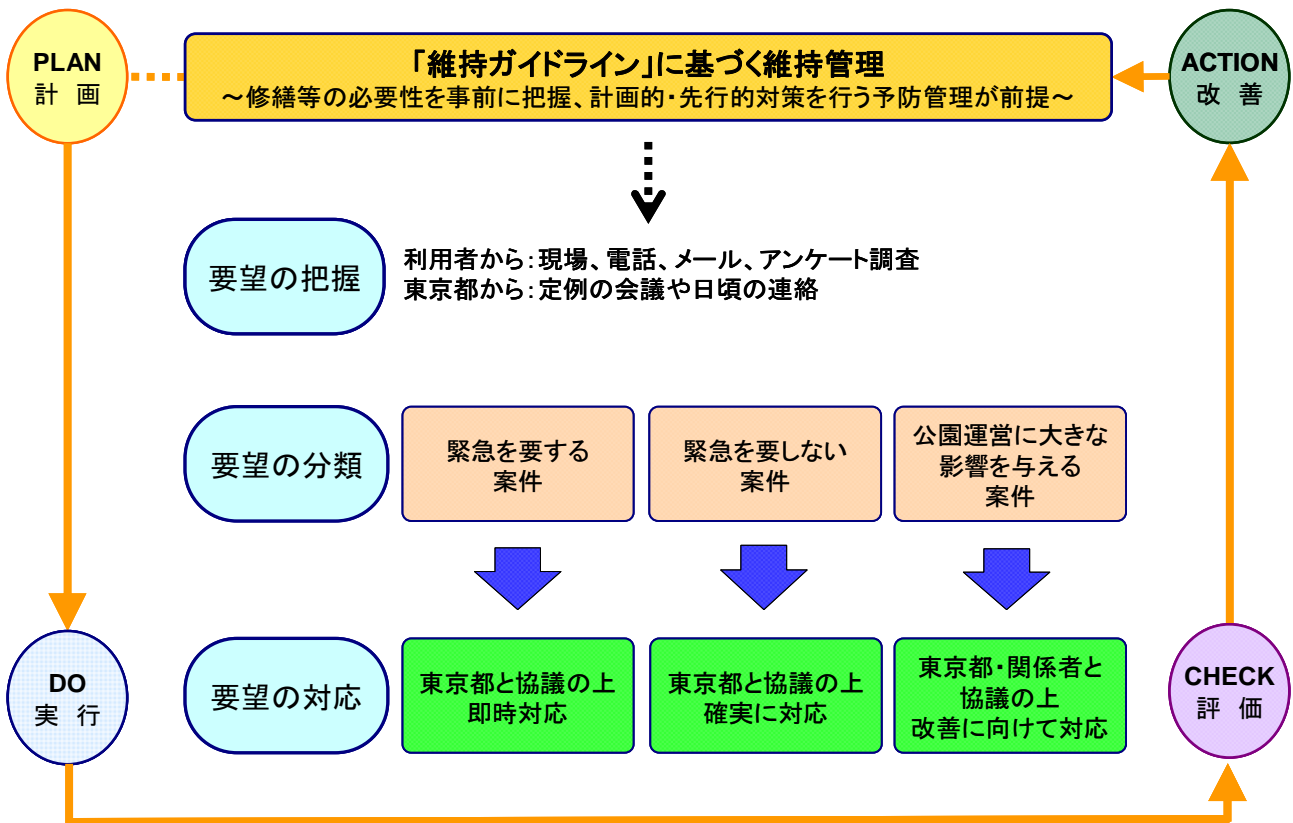 PLAN
計 画
「維持ガイドライン」に基づく維持管理
～修繕等の必要性を事前に把握、計画的・先行的対策を行う予防管理が前提～
ACTION
改 善
要望の把握
利用者から：現場、電話、メール、アンケート調査
東京都から：定例の会議や日頃の連絡
要望の分類
緊急を要する
案件
緊急を要しない
案件
公園運営に大きな
影響を与える
案件
DO
実 行
要望の対応
東京都と協議の上
即時対応
東京都と協議の上
確実に対応
東京都・関係者と
協議の上
改善に向けて対応
CHECK
評 価